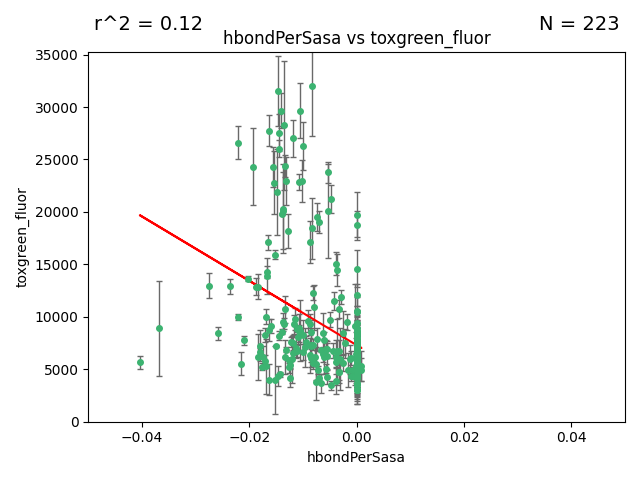 r^2 = 0.12
N = 223
hbondPerSasa vs toxgreen_fluor
35000
30000
25000
20000
15000
10000
5000
0
toxgreen_fluor
−0.04
−0.02
0.00
0.02
0.04
hbondPerSasa